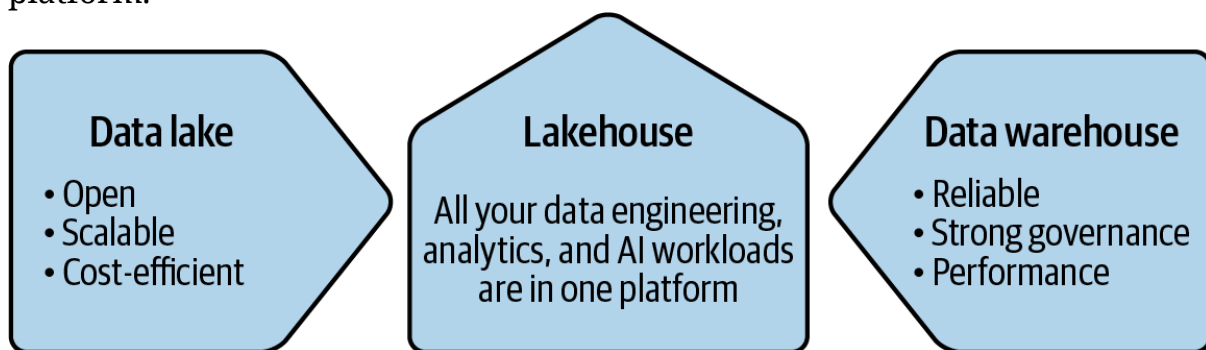 platform.
Data lake
• Open
• Scalable
• Cost-efficient
Lakehouse
All your data engineering,
analytics, and AI workloads
are in one platform
Data warehouse
• Reliable
• Strong governance
• Performance